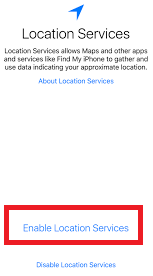 Location Services
Location Services allows Maps and other apps
and services like Find My iPhone to gather and
use data indicating your approximate location.
About Location Services
Enable Location Services
Disable Location Services